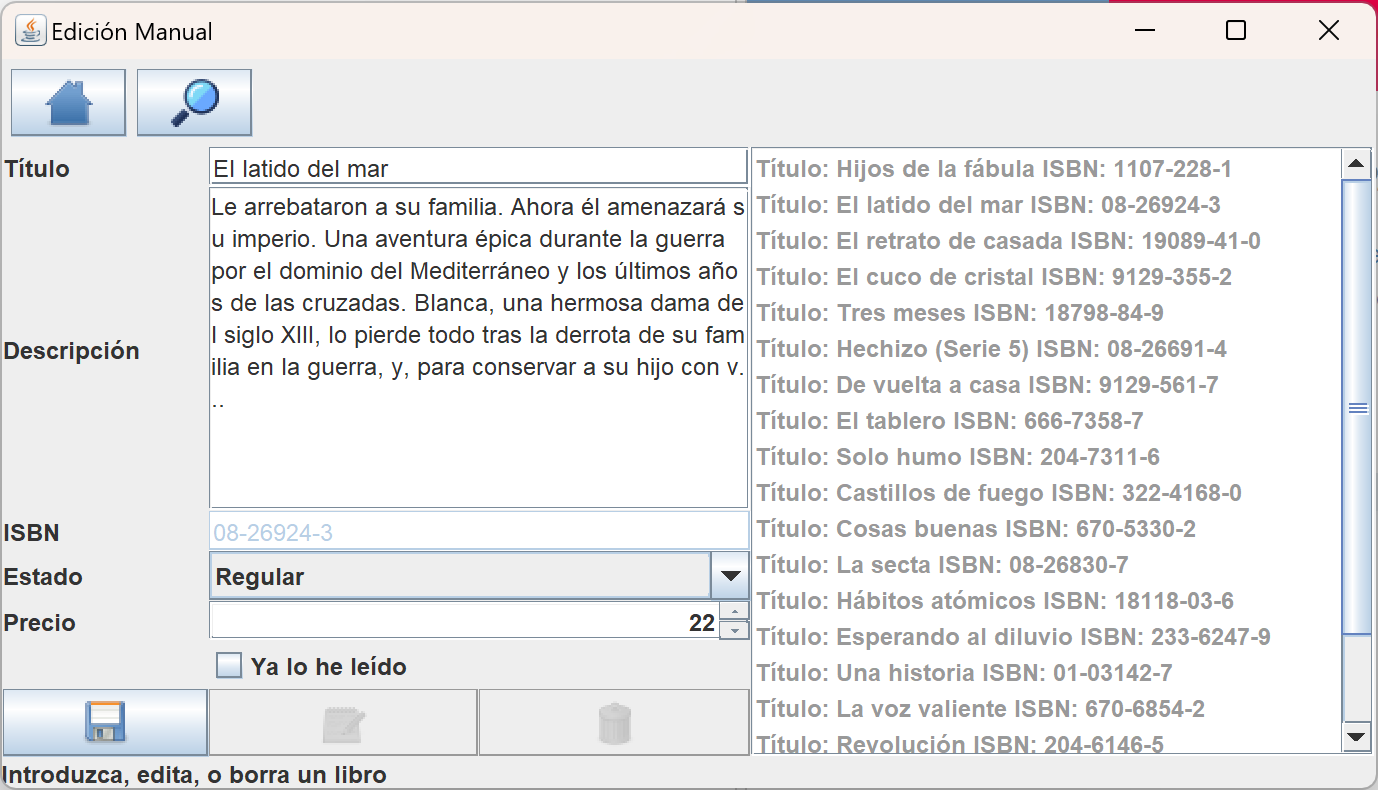 Edición Manual
Título
El latido del mar
Descripción
Le arrebataron a su familia. Ahora él amenazará s
u imperio. Una aventura épica durante la guerra
por el dominio del Mediterráneo y los últimos año
s de las cruzadas. Blanca, una hermosa dama de
l siglo XIII, lo pierde todo tras la derrota de su fam
ilia en la guerra, y, para conservar a su hijo con v.
..
ISBN
08-26924-3
Estado
Regular
Precio
22
Ya lo he leído
Título: Hijos de la fábula ISBN: 1107-228-1
Título: El latido del mar ISBN: 08-26924-3
Título: El retrato de casada ISBN: 19089-41-0
Título: El cuco de cristal ISBN: 9129-355-2
Título: Tres meses ISBN: 18798-84-9
Título: Hechizo (Serie 5) ISBN: 08-26691-4
Título: De vuelta a casa ISBN: 9129-561-7
Título: El tablero ISBN: 666-7358-7
Título: Solo humo ISBN: 204-7311-6
Título: Castillos de fuego ISBN: 322-4168-0
Título: Cosas buenas ISBN: 670-5330-2
Título: La secta ISBN: 08-26830-7
Título: Hábitos atómicos ISBN: 18118-03-6
Título: Esperando al diluvio ISBN: 233-6247-9
Título: Una historia ISBN: 01-03142-7
Título: La voz valiente ISBN: 670-6854-2
Título: Revolución ISBN: 204-6146-5
Introduzca, edita, o borra un libro